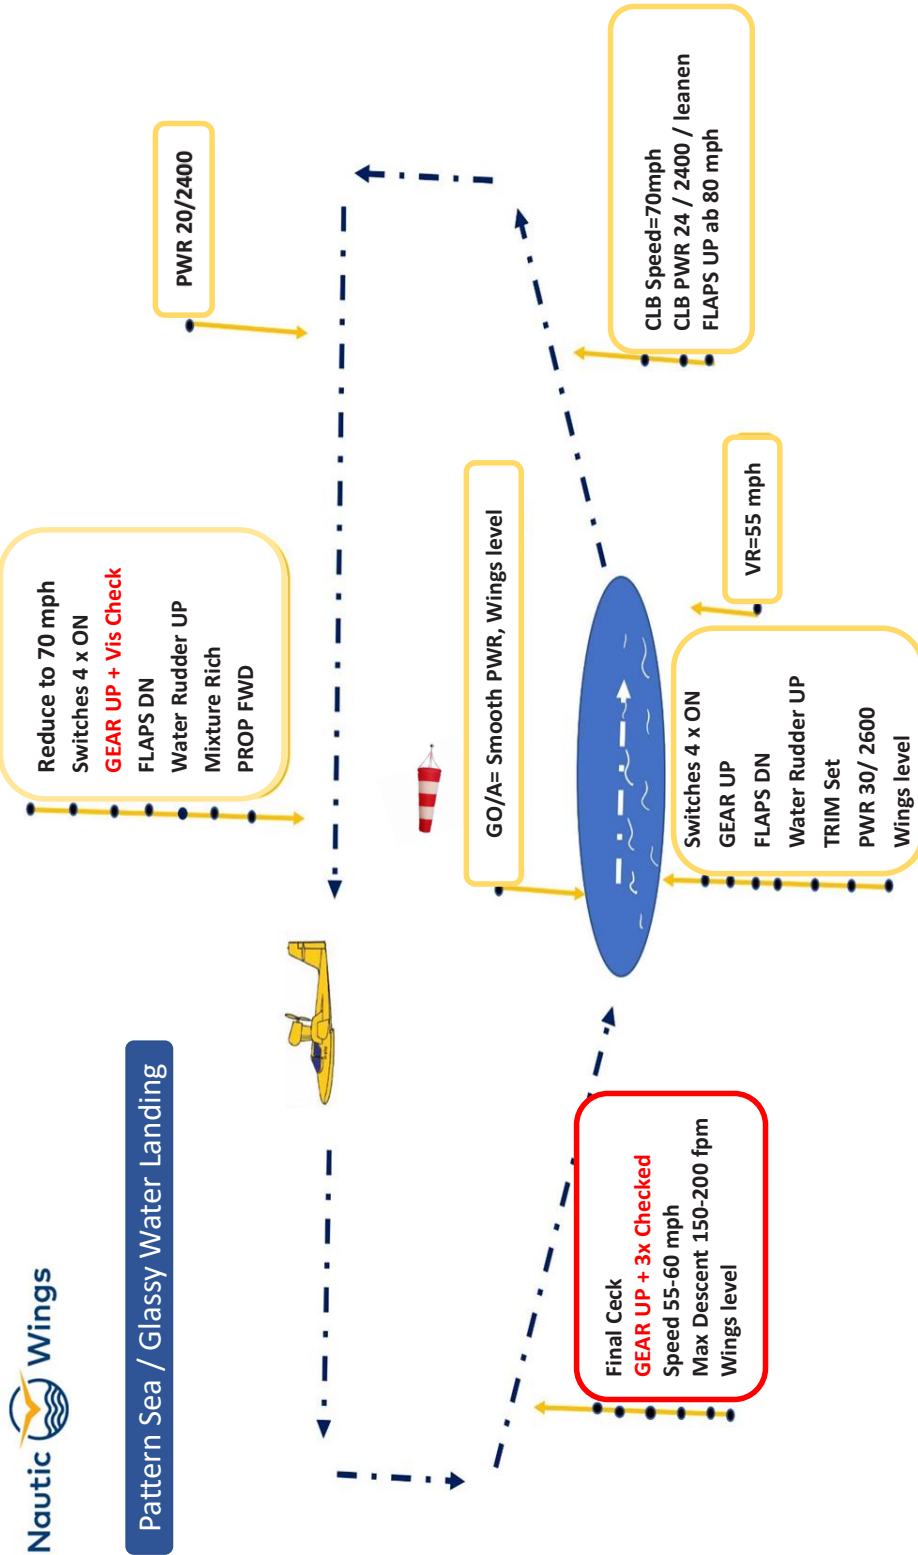 Nautic Wings
Pattern Sea / Glassy Water Landing
Reduce to 70 mph
Switches 4 x ON
GEAR UP + Vis Check
FLAPS DN
Water Rudder UP
Mixture Rich
PROP FWD
PWR 20/2400
GO/A= Smooth PWR, Wings level
Final Ceck
GEAR UP + 3x Checked
Speed 55-60 mph
Max Descent 150-200 fpm
Wings level
Switches 4 x ON
GEAR UP
FLAPS DN
Water Rudder UP
TRIM Set
PWR 30/ 2600
Wings level
VR=55 mph
CLB Speed=70mph
CLB PWR 24 / 2400 / leanen
FLAPS UP ab 80 mph